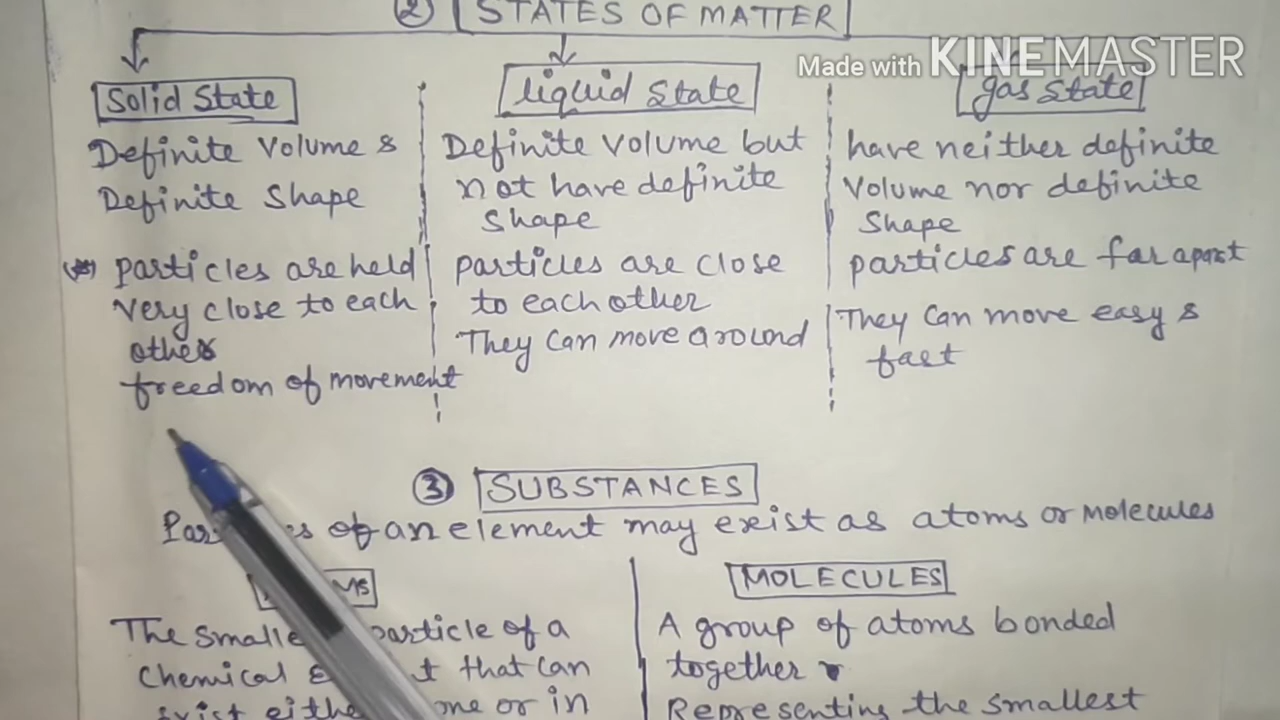 ② STATES OF MATTER
Made with KINEMASTER
Solid State
Definite Volume &
Definite Shape
Particles are held
very close to each
other
freedom of movement
liquid State
Definite volume but
not have definite
Shape
particles are close
to each other
They can move around
gas State
have neither definite
Volume nor definite
Shape
particles are far apart
They can move easy &
fast
③ SUBSTANCES
of an element may exist as atoms or Molecules
The particle of a
Chemical that can
or in
MOLECULES
A group of atoms bonded
together
Representing the smallest